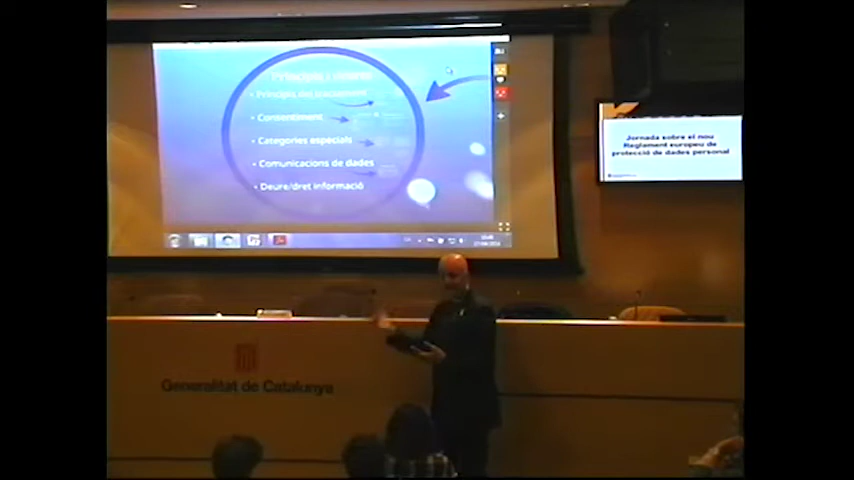 Principis
• Principis del tractament
• Consentiment
• Categories especials
• Comunicacions de dades
• Deure/dret informació
Jornada sobre el nou
Reglament europeu de
protecció de dades personal
Generalitat de Catalunya